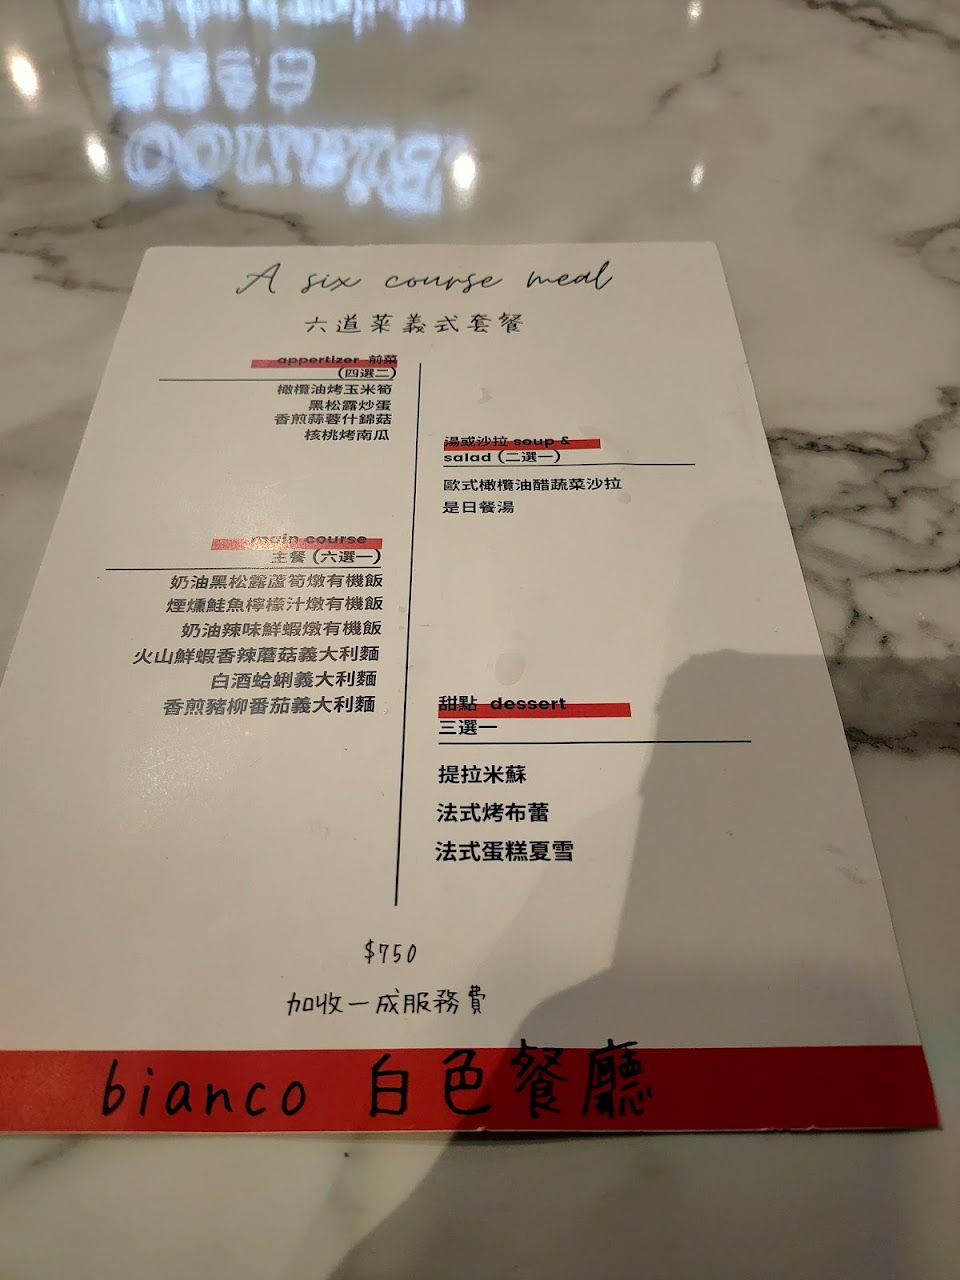 A six course meal
六道菜義式套餐
appertizer 前菜
(四選二)
橄欖油烤玉米筍
黑松露炒蛋
香煎蒜蓉什錦菇
核桃烤南瓜
湯或沙拉 soup &
salad (二選一)
歐式橄欖油醋蔬菜沙拉
是日餐湯
main course
主餐 (六選一)
奶油黑松露蘆筍燉有機飯
煙燻鮭魚檸檬汁燉有機飯
奶油辣味鮮蝦燉有機飯
火山鮮蝦香辣蘑菇義大利麵
白酒蛤蜊義大利麵
香煎豬柳番茄義大利麵
甜點 dessert
三選一
提拉米蘇
法式烤布蕾
法式蛋糕夏雪
$750
加收一成服務費
bianco 白色餐廳